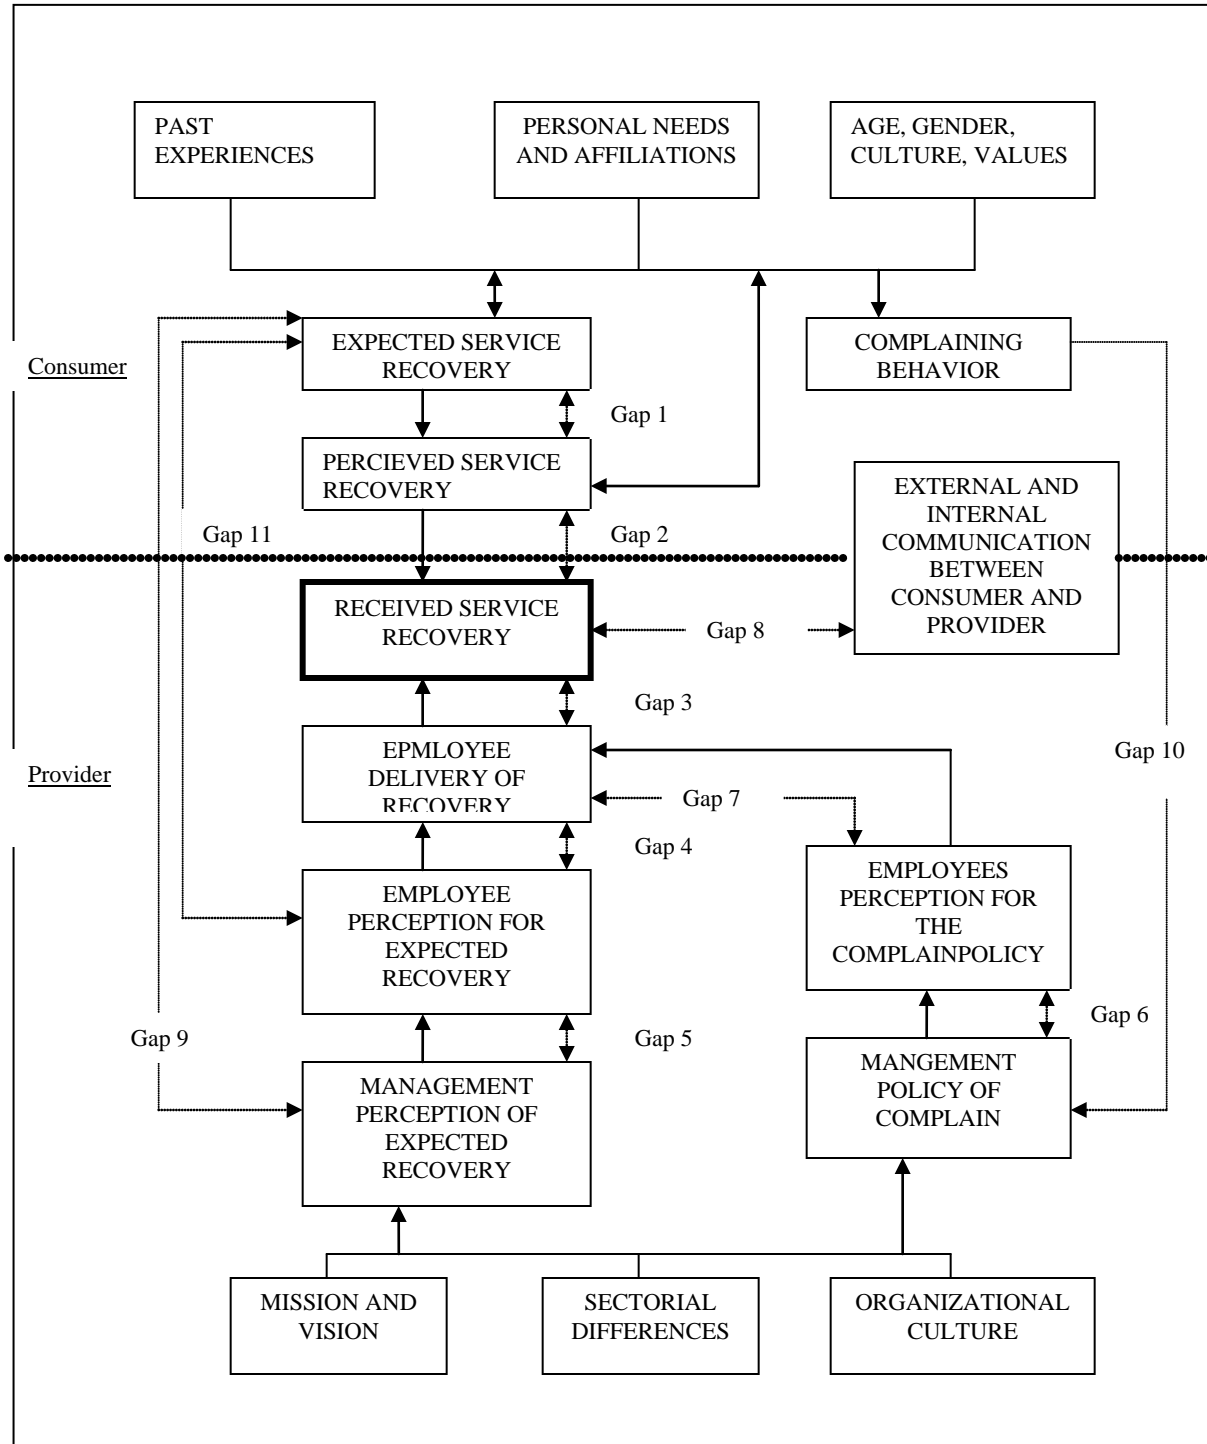 PAST
EXPERIENCES
PERSONAL NEEDS
AND AFFILIATIONS
AGE, GENDER,
CULTURE, VALUES
Consumer
EXPECTED SERVICE
RECOVERY
COMPLAINING
BEHAVIOR
Gap 1
PERCIEVED SERVICE
RECOVERY
EXTERNAL AND
INTERNAL
COMMUNICATION
BETWEEN
CONSUMER AND
PROVIDER
Gap 11
Gap 2
RECEIVED SERVICE
RECOVERY
Gap 8
Gap 3
Provider
EPMLOYEE
DELIVERY OF
RECOVERY
Gap 10
Gap 7
Gap 4
EMPLOYEE
PERCEPTION FOR
EXPECTED
RECOVERY
EMPLOYEES
PERCEPTION FOR
THE
COMPLAINPOLICY
Gap 9
Gap 5
Gap 6
MANAGEMENT
PERCEPTION OF
EXPECTED
RECOVERY
MANGEMENT
POLICY OF
COMPLAIN
MISSION AND
VISION
SECTORIAL
DIFFERENCES
ORGANIZATIONAL
CULTURE